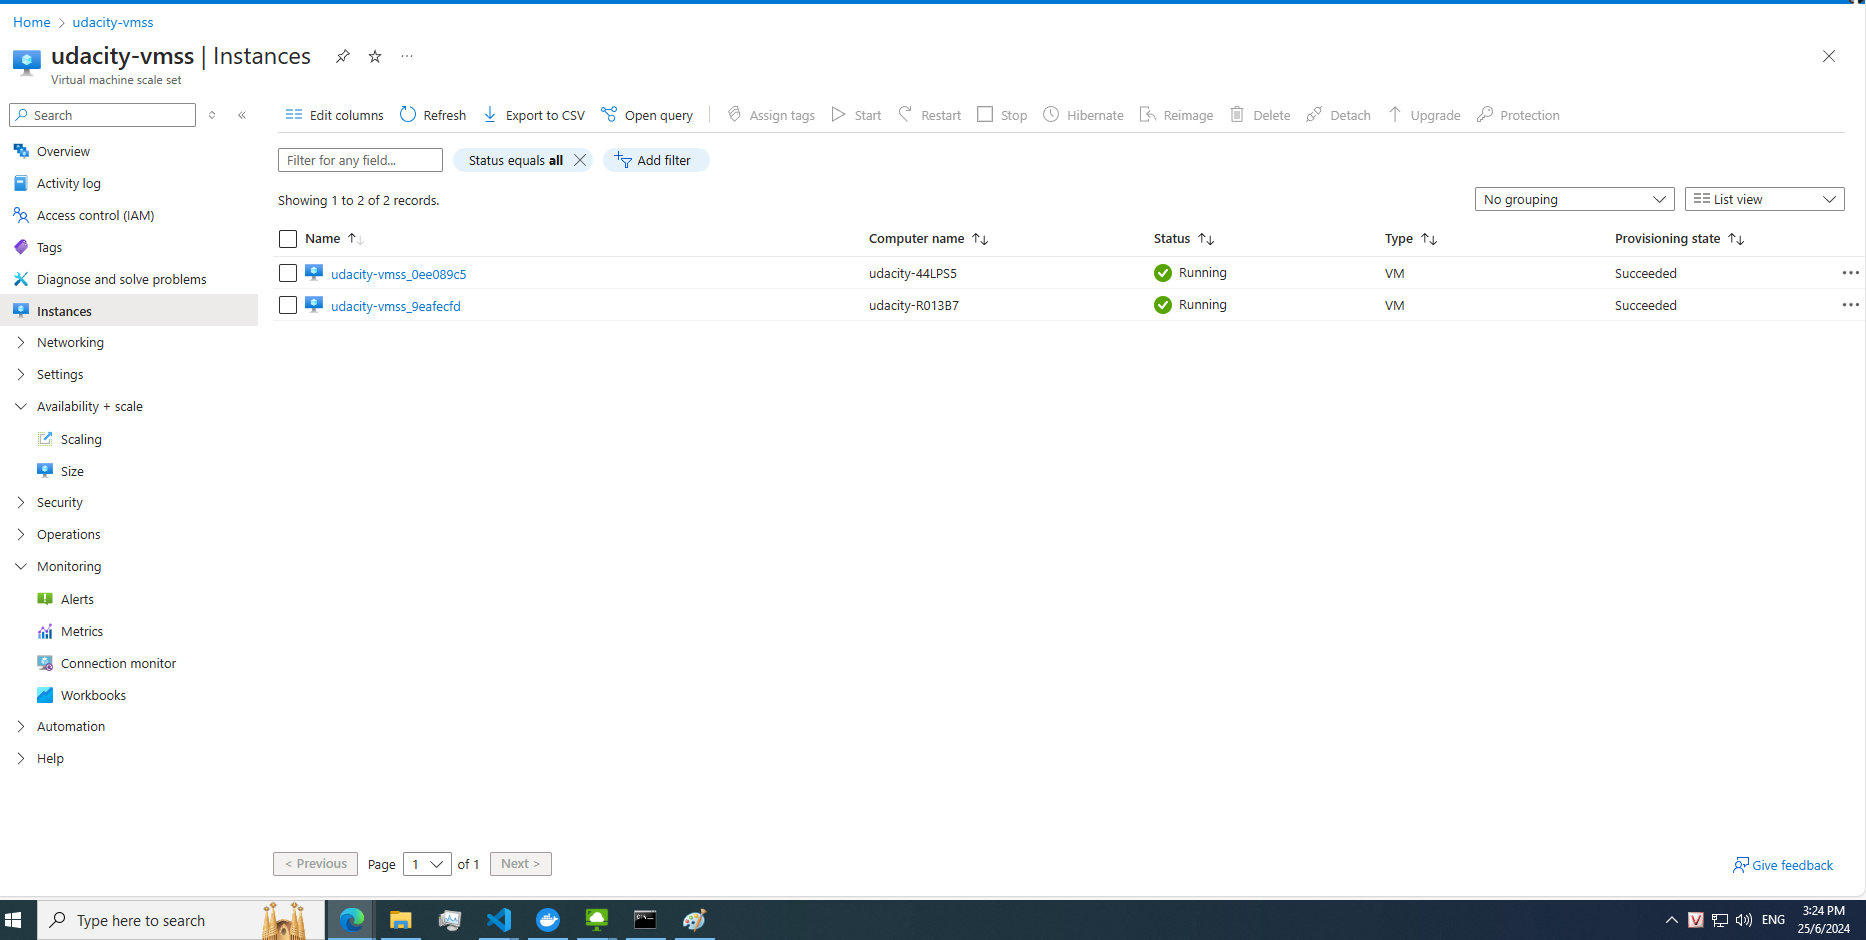 Home > udacity-vmss
udacity-vmss | Instances
Virtual machine scale set
Search
Edit columns Refresh Export to CSV Open query Assign tags Start Restart Stop Hibernate Reimage Delete Detach Upgrade Protection
Overview
Activity log
Access control (IAM)
Tags
Diagnose and solve problems
Instances
Networking
Settings
Availability + scale
Scaling
Size
Security
Operations
Monitoring
Alerts
Metrics
Connection monitor
Workbooks
Automation
Help
Filter for any field... Status equals all Add filter
Showing 1 to 2 of 2 records.
No grouping List view
Name Computer name Status Type Provisioning state
udacity-vmss_0ee089c5 udacity-44LPS5 Running VM Succeeded
udacity-vmss_9eafecfd udacity-R013B7 Running VM Succeeded
< Previous Page 1 of 1 Next >
Give feedback
Type here to search
ENG
3:24 PM
25/6/2024